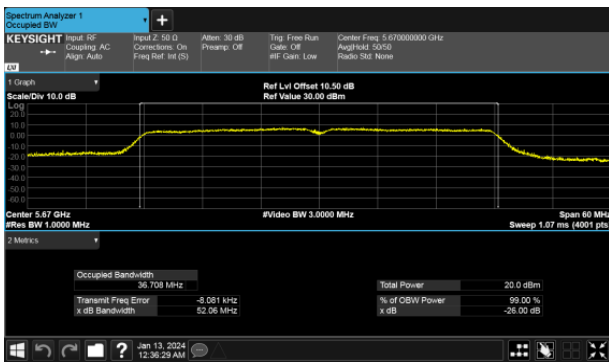 Spectrum Analyzer 1
Occupied BW
+
KEYSIGHT Input: RF Input Z: 50 Ω Atten: 30 dB Trig: Free Run Center Freq: 5.670000000 GHz
Coupling: AC Corrections: On Preamp: Off Gate: Off Avg|Hold: 50/50
Align: Auto Freq Ref: Int (S) #IF Gain: Low Radio Std: None
LXI
1 Graph
Ref Lvl Offset 10.50 dB
Scale/Div 10.0 dB Ref Value 30.00 dBm
Log
20.0
10.0
0.00
-10.0
-20.0
-30.0
-40.0
-50.0
-60.0
Center 5.67 GHz #Video BW 3.0000 MHz Span 60 MHz
#Res BW 1.0000 MHz Sweep 1.07 ms (4001 pts)
2 Metrics
Occupied Bandwidth
36.708 MHz Total Power 20.0 dBm
Transmit Freq Error -8.081 kHz % of OBW Power 99.00 %
x dB Bandwidth 52.06 MHz x dB -26.00 dB
? Jan 13, 2024
12:36:29 AM